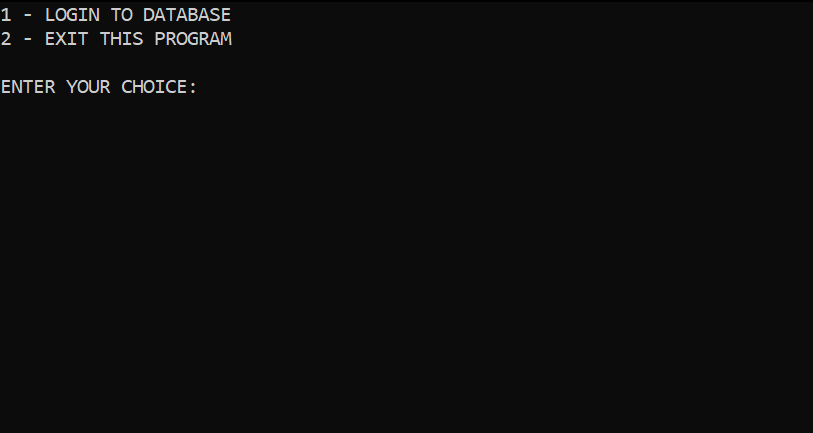 1 - LOGIN TO DATABASE
2 - EXIT THIS PROGRAM
ENTER YOUR CHOICE: